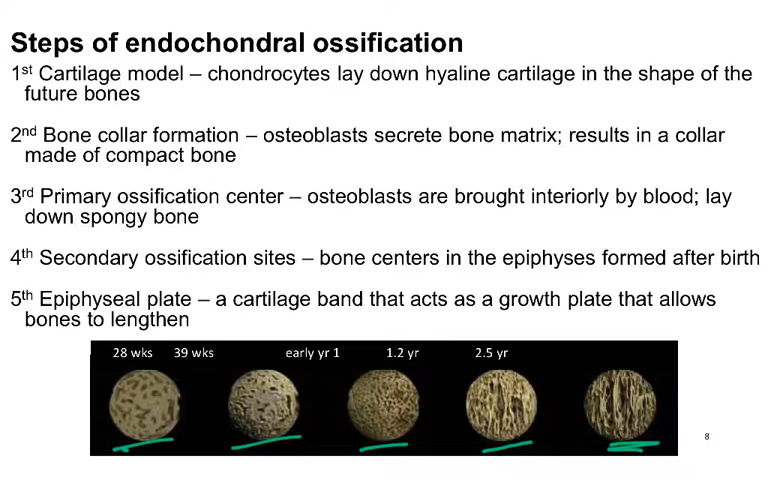 Steps of endochondral ossification
1st Cartilage model – chondrocytes lay down hyaline cartilage in the shape of the
future bones
2nd Bone collar formation – osteoblasts secrete bone matrix; results in a collar
made of compact bone
3rd Primary ossification center – osteoblasts are brought interiorly by blood; lay
down spongy bone
4th Secondary ossification sites – bone centers in the epiphyses formed after birth
5th Epiphyseal plate – a cartilage band that acts as a growth plate that allows
bones to lengthen
28 wks 39 wks early yr 1 1.2 yr 2.5 yr
8